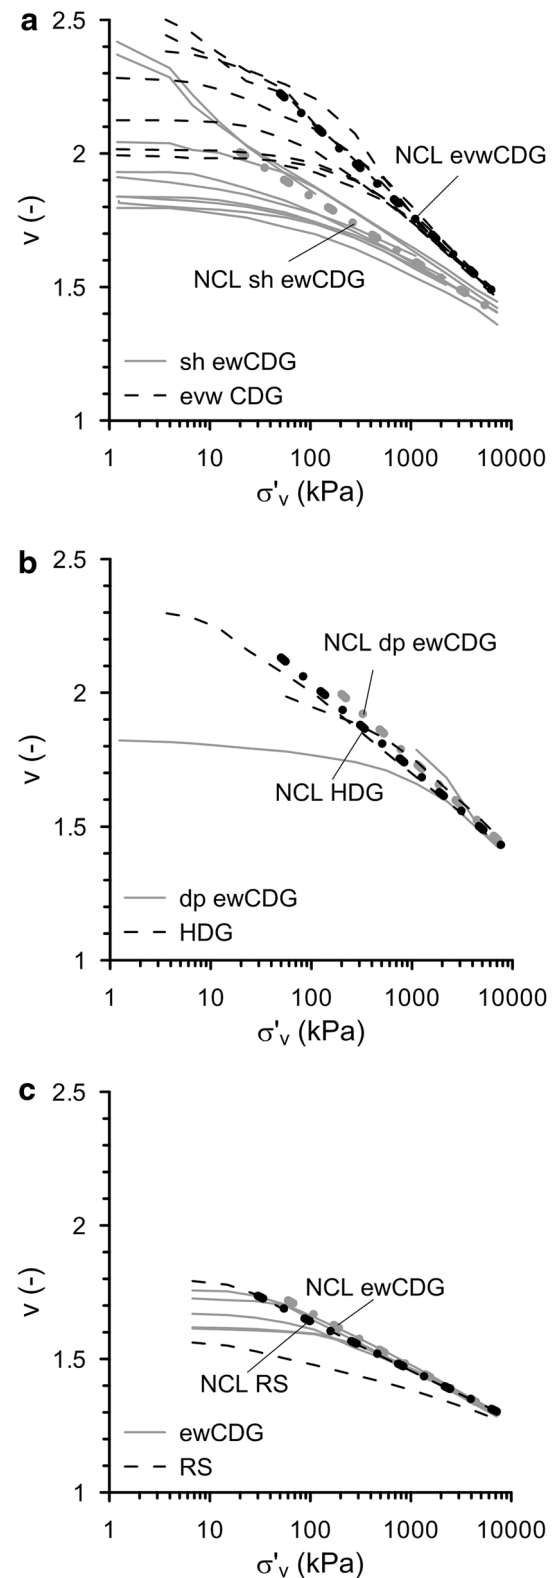 a
2.5
2
1.5
1
v (-)
NCL evwCDG
NCL sh ewCDG
sh ewCDG
evw CDG
1 10 100 1000 10000
σ'v (kPa)
b
2.5
2
1.5
1
v (-)
NCL dp ewCDG
NCL HDG
dp ewCDG
HDG
1 10 100 1000 10000
σ'v (kPa)
c
2.5
2
1.5
1
v (-)
NCL ewCDG
NCL RS
ewCDG
RS
1 10 100 1000 10000
σ'v (kPa)